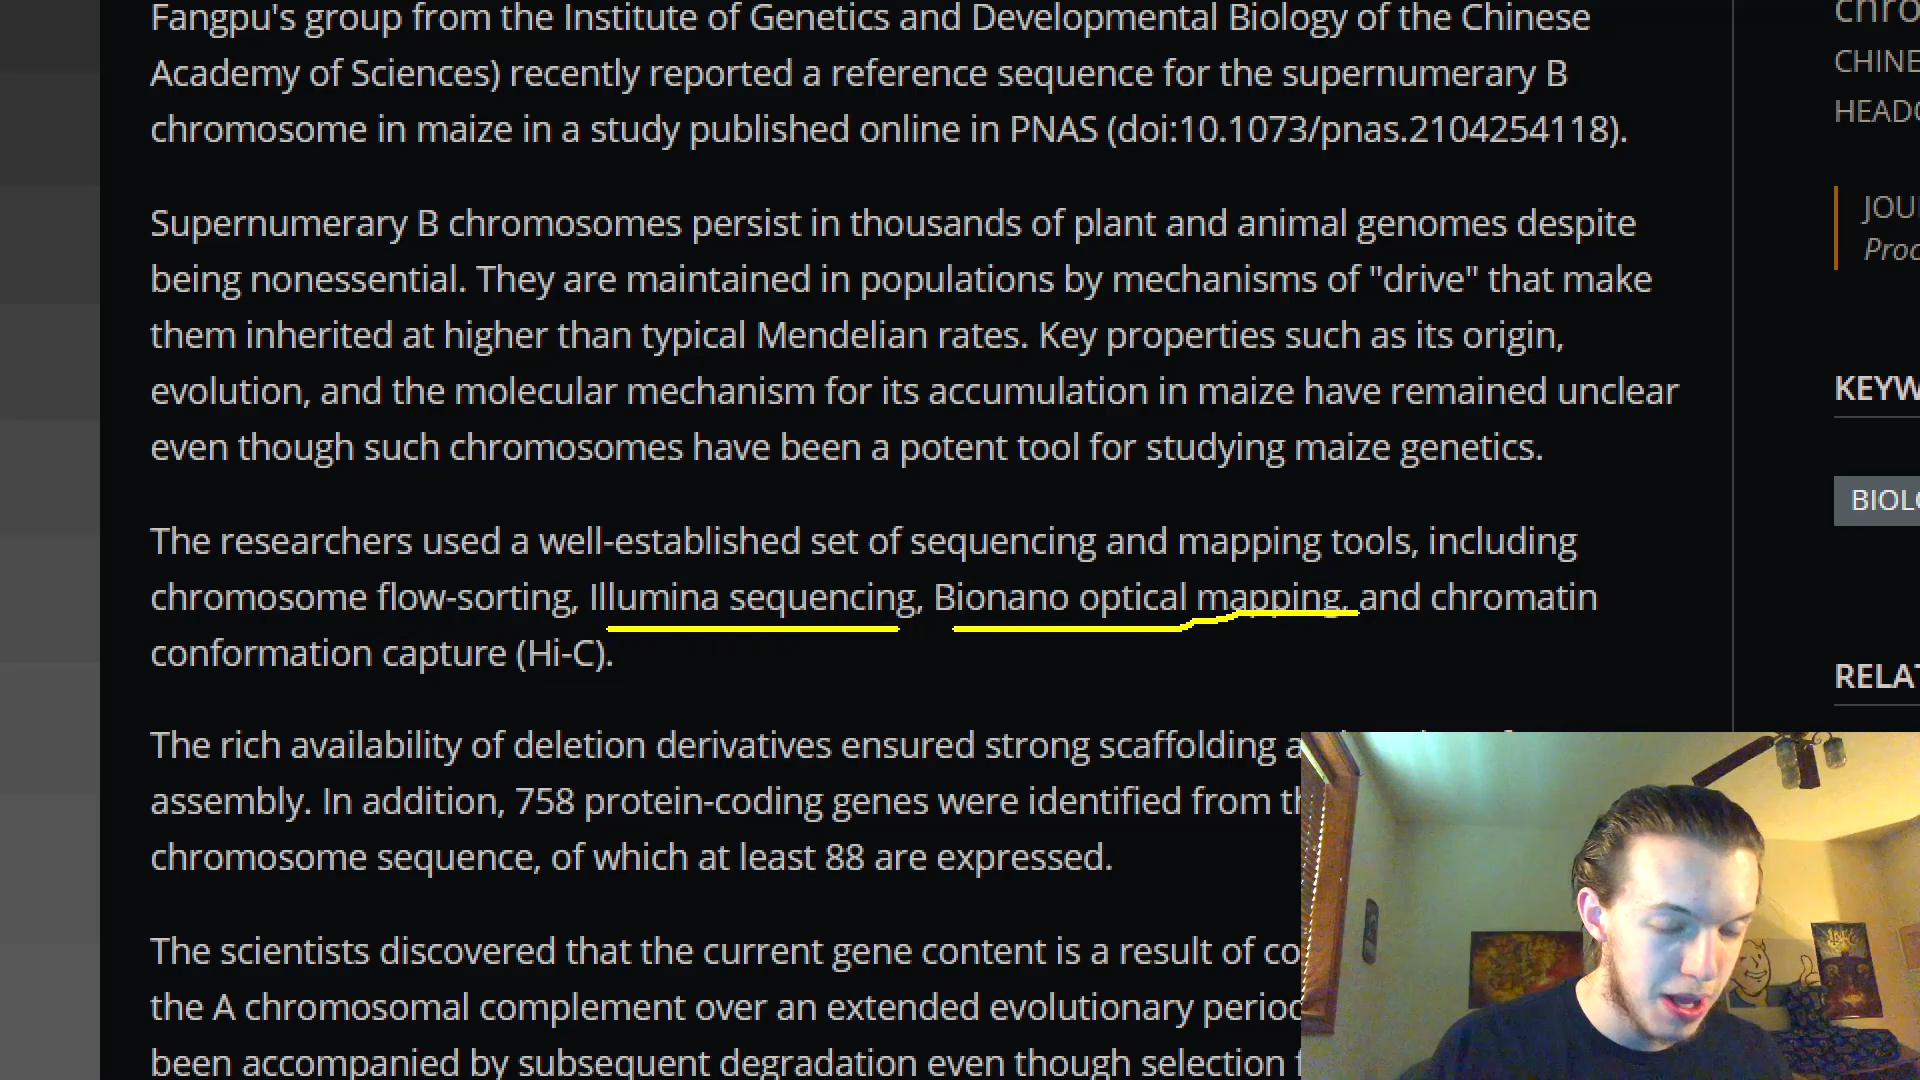 Fangpu's group from the Institute of Genetics and Developmental Biology of the Chinese
Academy of Sciences) recently reported a reference sequence for the supernumerary B
chromosome in maize in a study published online in PNAS (doi:10.1073/pnas.2104254118).
Supernumerary B chromosomes persist in thousands of plant and animal genomes despite
being nonessential. They are maintained in populations by mechanisms of "drive" that make
them inherited at higher than typical Mendelian rates. Key properties such as its origin,
evolution, and the molecular mechanism for its accumulation in maize have remained unclear
even though such chromosomes have been a potent tool for studying maize genetics.
The researchers used a well-established set of sequencing and mapping tools, including
chromosome flow-sorting, Illumina sequencing, Bionano optical mapping, and chromatin
conformation capture (Hi-C).
The rich availability of deletion derivatives ensured strong scaffolding
assembly. In addition, 758 protein-coding genes were identified from
chromosome sequence, of which at least 88 are expressed.
The scientists discovered that the current gene content is a result of
the A chromosomal complement over an extended evolutionary
been accompanied by subsequent degradation even though selection
chro
CHINE
HEADQ
JOU
Proc
KEYW
BIOLO
RELAT